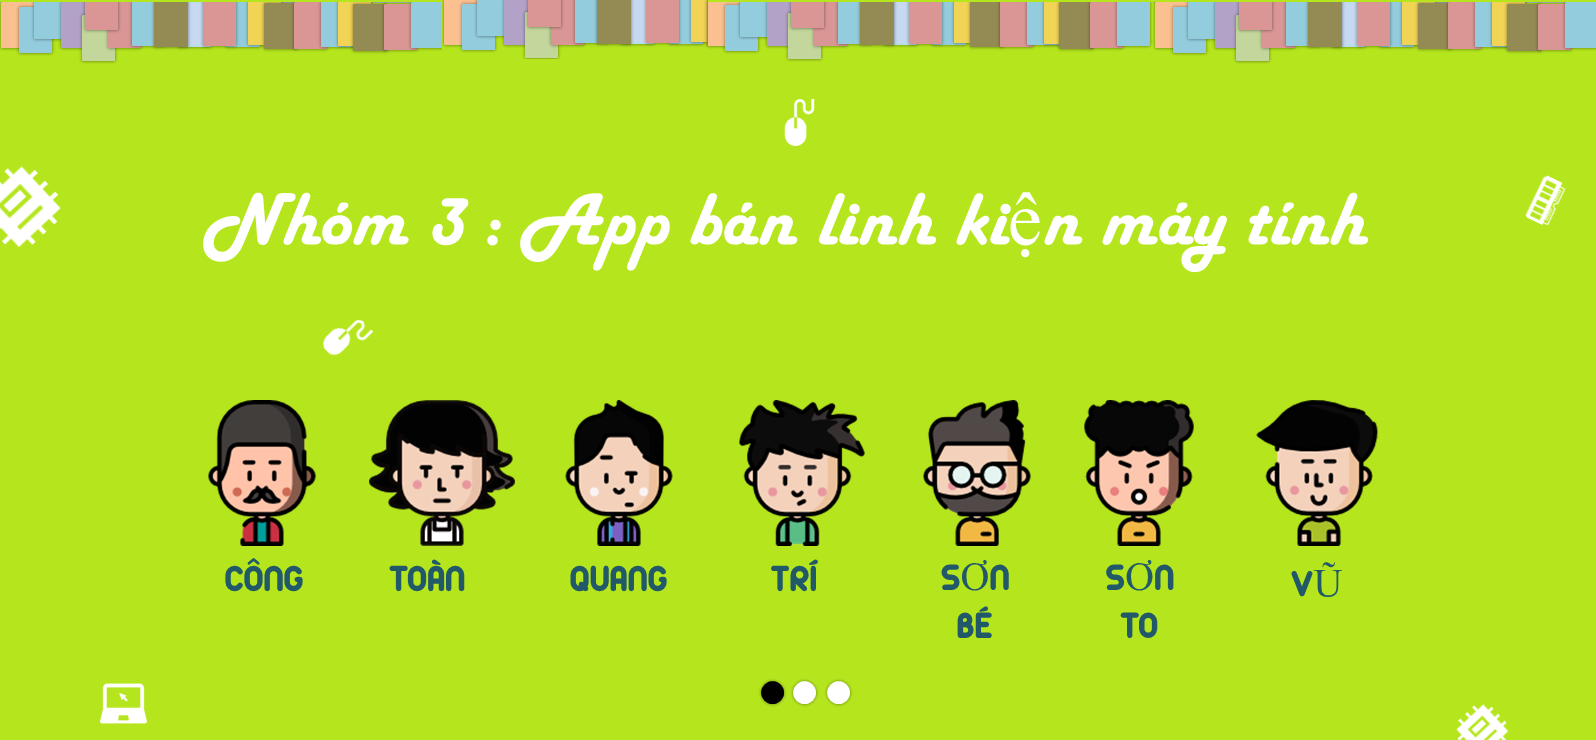 Nhóm 3 : App bán linh kiện máy tính
CÔNG TOÀN QUANG TRÍ SƠN BÉ SƠN TO VŨ